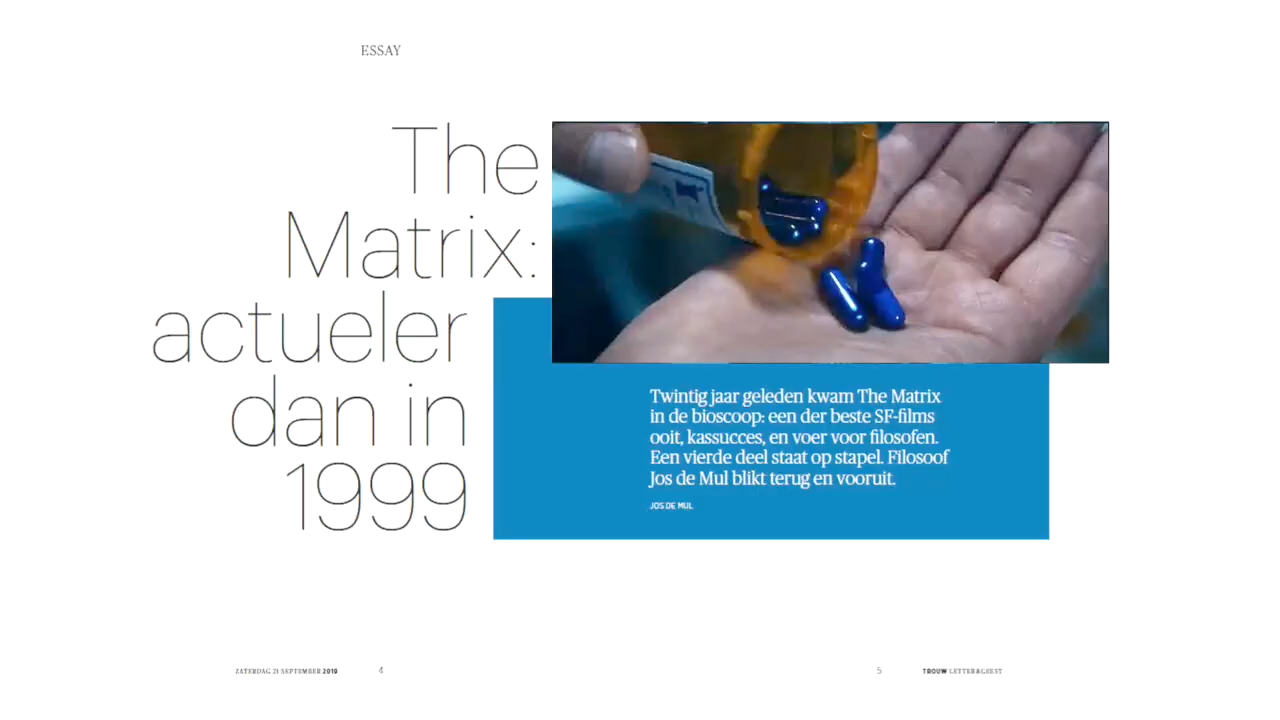 ESSAY
The
Matrix:
actueler
dan in
1999
Twintig jaar geleden kwam The Matrix
in de bioscoop: een der beste SF-films
ooit, kassucces, en voer voor filosofen.
Een vierde deel staat op stapel. Filosoof
Jos de Mul blikt terug en vooruit.
JOS DE MUL
ZATERDAG 21 SEPTEMBER 2019
4
5
TROUW LETTER&GEEST